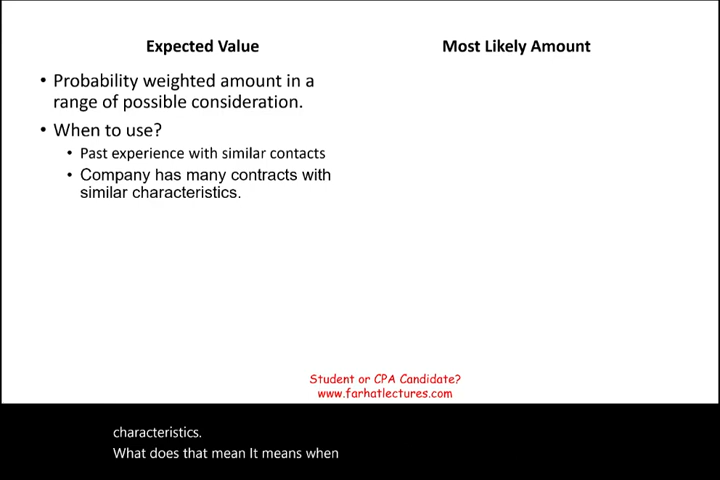 Expected Value
• Probability weighted amount in a
range of possible consideration.
• When to use?
• Past experience with similar contacts
• Company has many contracts with
similar characteristics.
Most Likely Amount
Student or CPA Candidate?
www.farhatlectures.com
characteristics.
What does that mean It means when